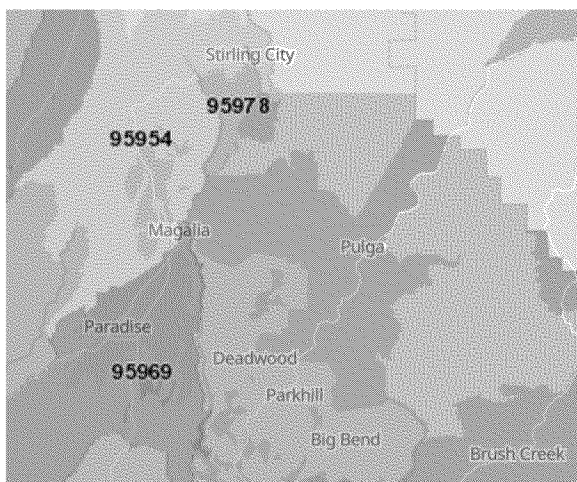 Stirling City
95978
95954
Magalia
Pulga
Paradise
Deadwood
95969
Parkhill
Big Bend
Brush Creek